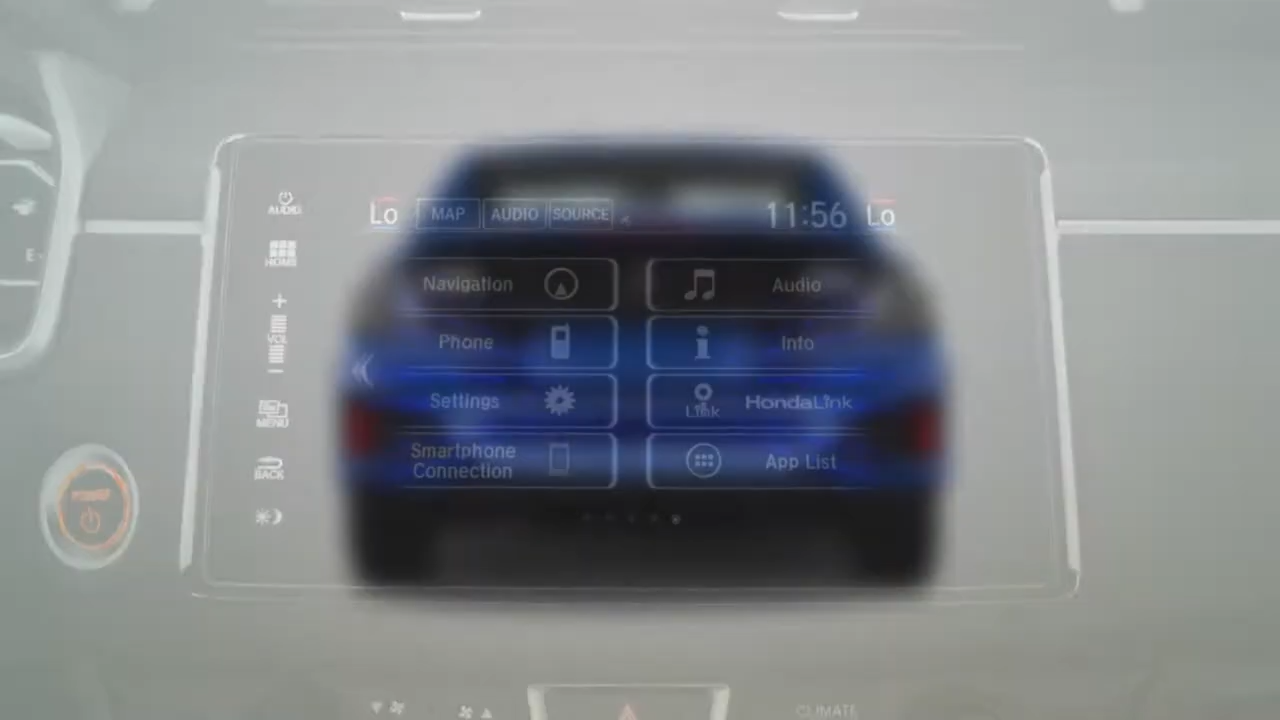 AUDIO
Lo MAP AUDIO SOURCE 11:56 Lo
HOME
Navigation
Audio
+
VOL
−
Phone
Info
Settings
Link HondaLink
MENU
Smartphone
Connection
App List
BACK
POWER
E
CLIMATE